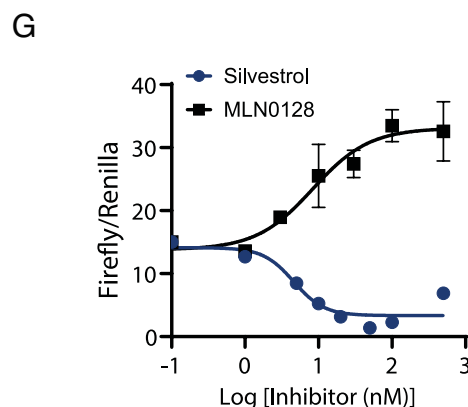 G
Silvestrol
MLN0128
40
30
20
10
0
Firefly/Renilla
-1 0 1 2 3
Log [Inhibitor (nM)]